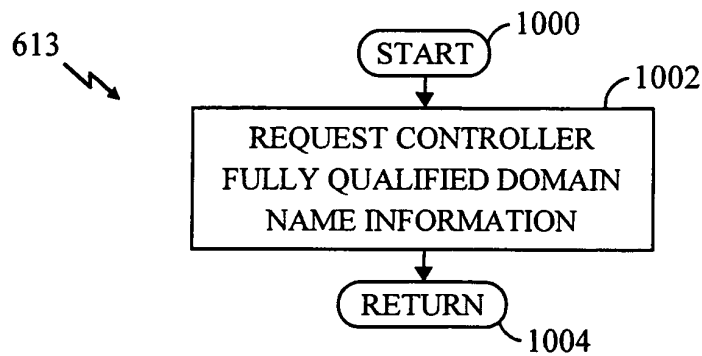 613
START
1000
1002
REQUEST CONTROLLER
FULLY QUALIFIED DOMAIN
NAME INFORMATION
RETURN
1004